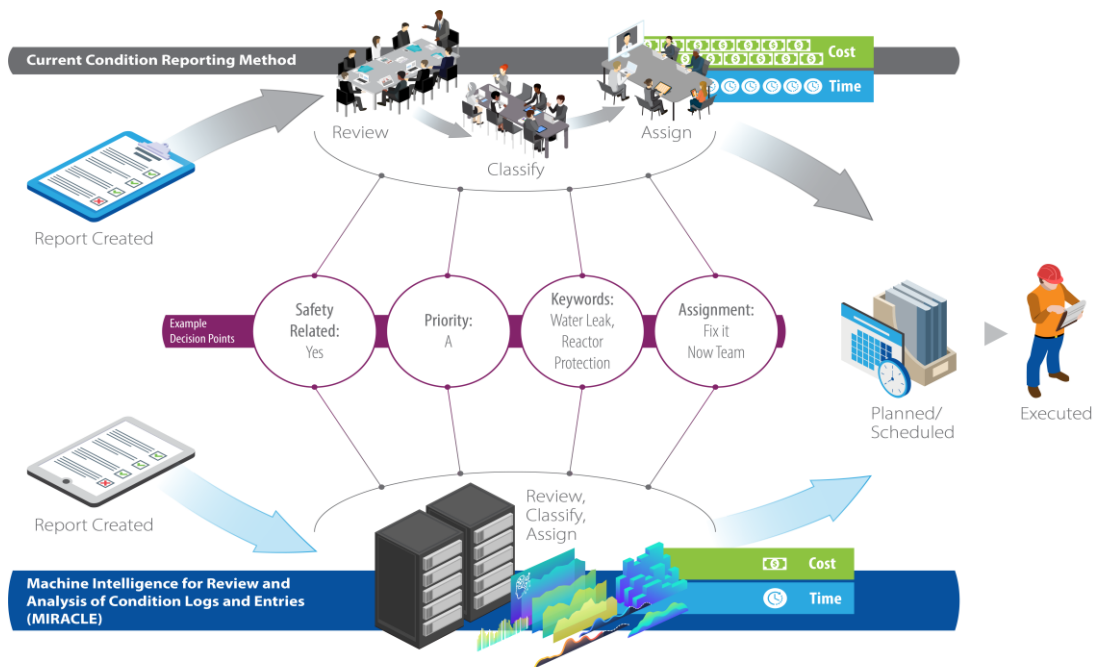 Current Condition Reporting Method
Cost
Time
Review
Classify
Assign
Report Created
Example
Decision Points
Safety
Related:
Yes
Priority:
A
Keywords:
Water Leak,
Reactor
Protection
Assignment:
Fix it
Now Team
Planned/
Scheduled
Executed
Report Created
Review,
Classify,
Assign
Machine Intelligence for Review and
Analysis of Condition Logs and Entries
(MIRACLE)
Cost
Time